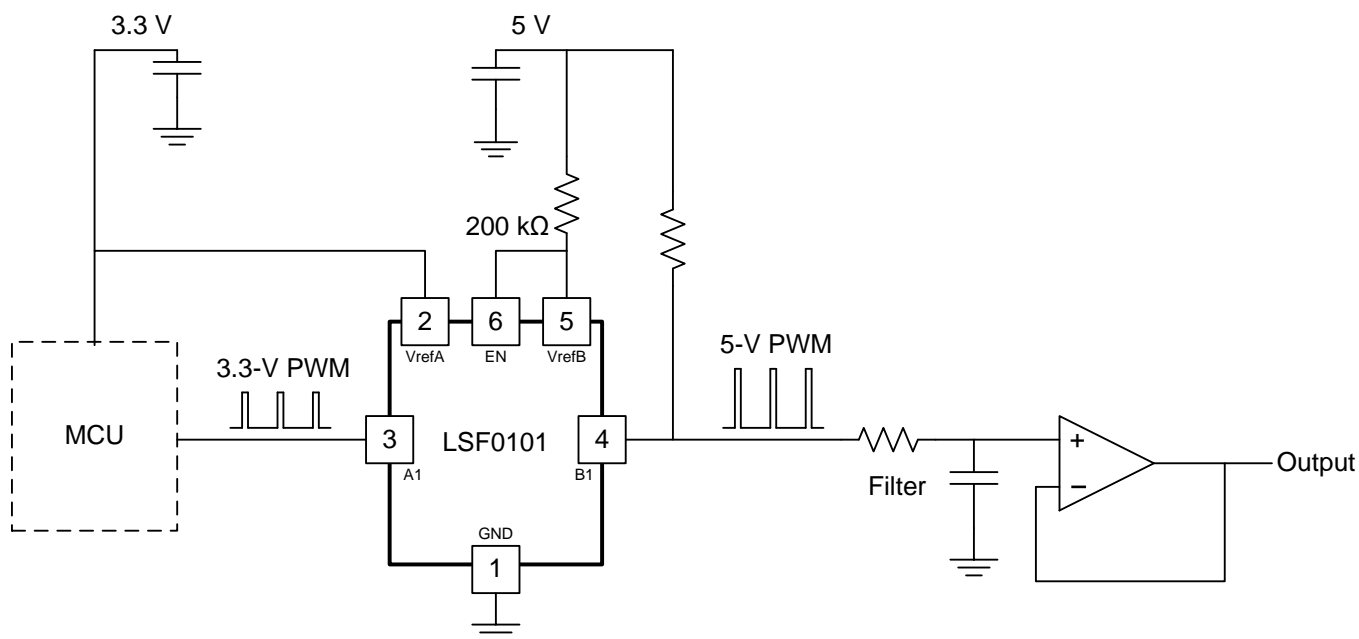 3.3 V
5 V
200 kΩ
2
6
5
VrefA
EN
VrefB
3.3-V PWM
5-V PWM
MCU
3
LSF0101
4
A1
B1
Filter
+
−
Output
GND
1